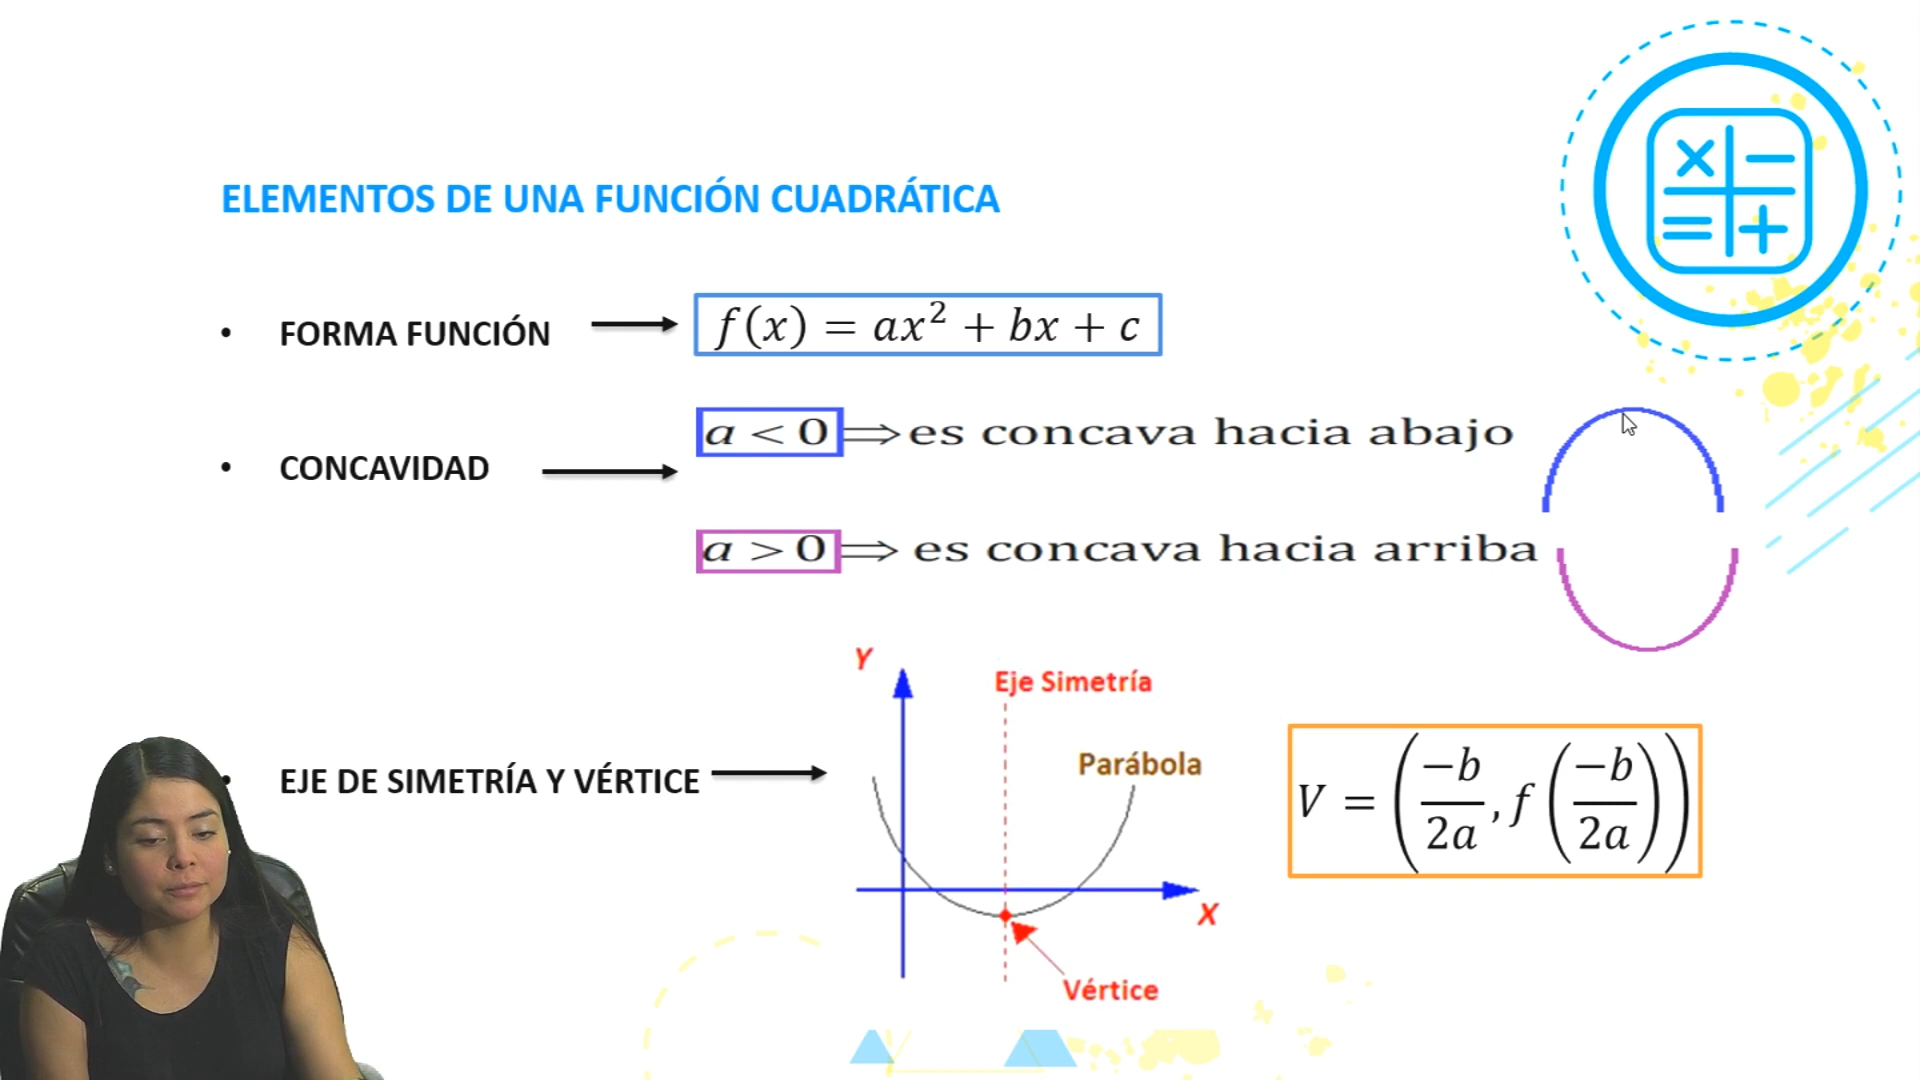 ELEMENTOS DE UNA FUNCIÓN CUADRÁTICA
• FORMA FUNCIÓN
f(x) = ax² + bx + c
a < 0 ⟹ es concava hacia abajo
• CONCAVIDAD
a > 0 ⟹ es concava hacia arriba
Y
Eje Simetría
Parábola
• EJE DE SIMETRÍA Y VÉRTICE
V = (−b/2a, f(−b/2a))
X
Vértice